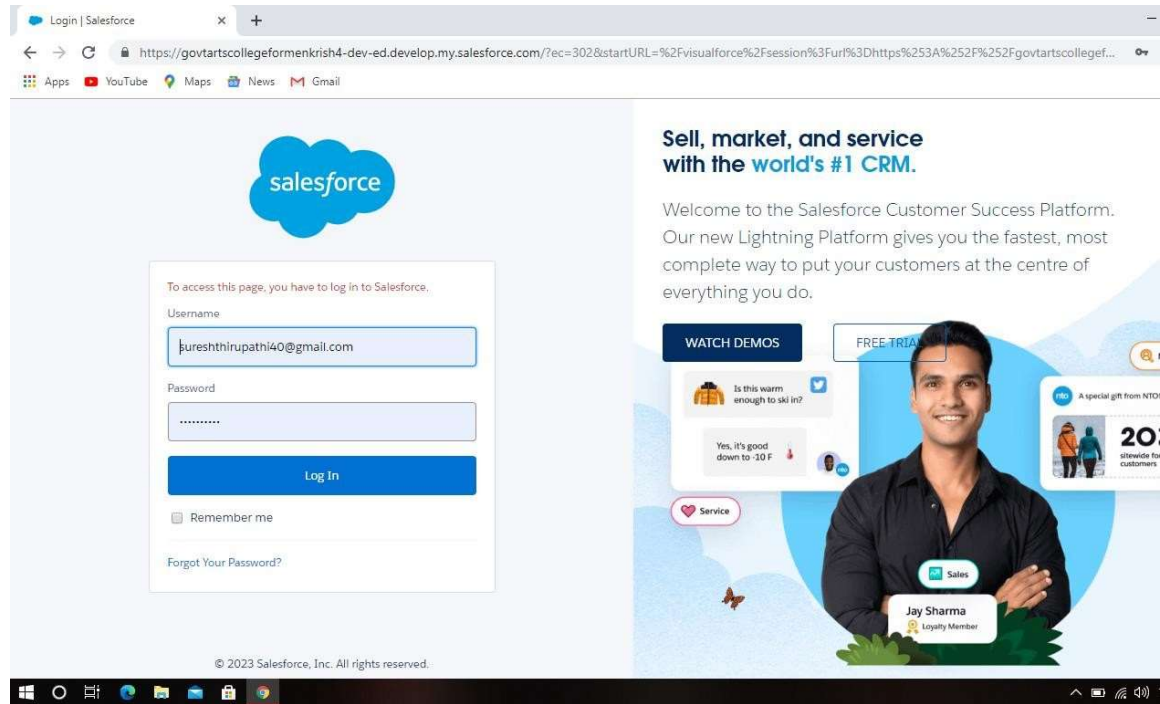 Login | Salesforce
https://govtartscollegeformenkrish4-dev-ed.develop.my.salesforce.com/?ec=302&startURL=%2Fvisualforce%2Fsession%3Furl%3Dhttps%253A%252F%252Fgovtartscollegef...
Apps YouTube Maps News Gmail
salesforce
To access this page, you have to log in to Salesforce.
Username
sureshthirupathi40@gmail.com
Password
Log In
Remember me
Forgot Your Password?
© 2023 Salesforce, Inc. All rights reserved.
Sell, market, and service
with the world's #1 CRM.
Welcome to the Salesforce Customer Success Platform.
Our new Lightning Platform gives you the fastest, most
complete way to put your customers at the centre of
everything you do.
WATCH DEMOS
FREE TRIAL
Is this warm
enough to ski in?
Yes, it's good
down to -10 F
nto
Service
nto
A special gift from NTO!
sitewide
customers
Sales
Jay Sharma
Loyalty Member